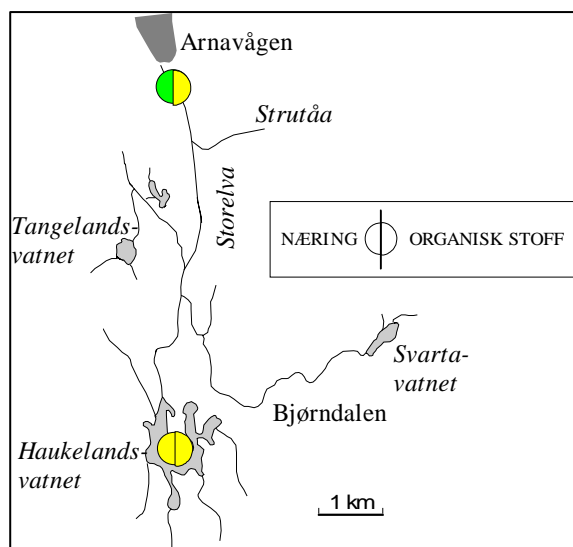 Arnavågen
Strutåa
Storelva
Tangelands-
vatnet
NÆRING ORGANISK STOFF
Svarta-
vatnet
Bjørndalen
Haukelands-
vatnet
1 km